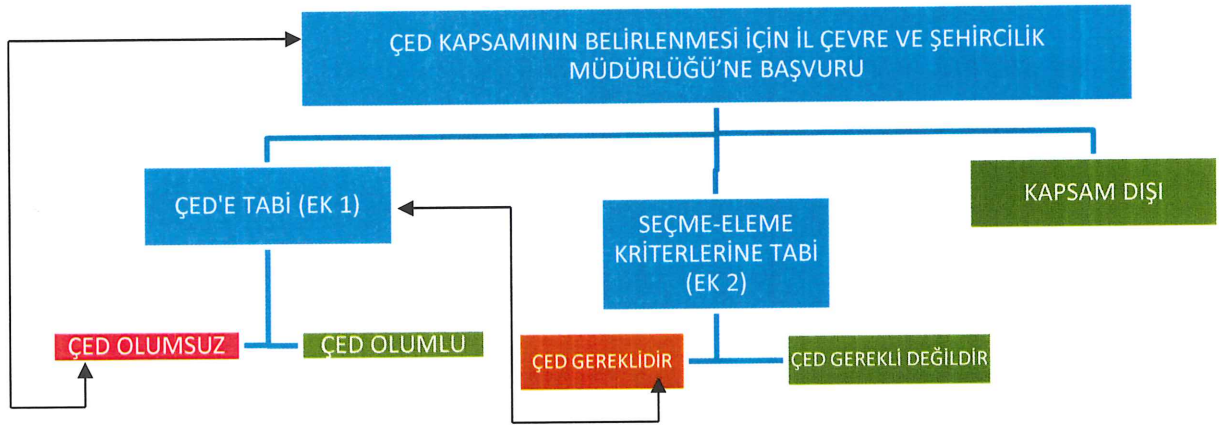 ÇED KAPSAMININ BELİRLENMESİ İÇİN İL ÇEVRE VE ŞEHİRCİLİK
MÜDÜRLÜĞÜ'NE BAŞVURU
ÇED'E TABİ (EK 1)
SEÇME-ELEME
KRİTERLERİNE TABİ
(EK 2)
KAPSAM DIŞI
ÇED OLUMSUZ
ÇED OLUMLU
ÇED GEREKLİDİR
ÇED GEREKLİ DEĞİLDİR